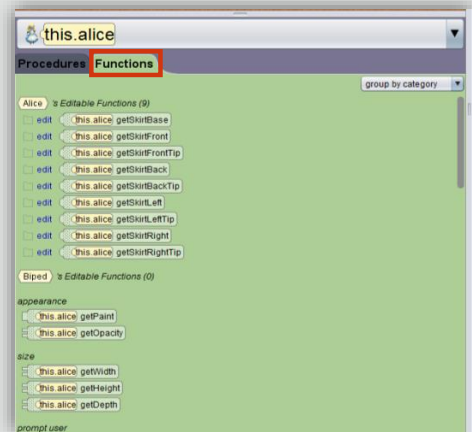 this.alice
Procedures Functions
group by category
Alice 's Editable Functions (9)
edit this.alice getSkirtBase
edit this.alice getSkirtFront
edit this.alice getSkirtFrontTip
edit this.alice getSkirtBack
edit this.alice getSkirtBackTip
edit this.alice getSkirtLeft
edit this.alice getSkirtLeftTip
edit this.alice getSkirtRight
edit this.alice getSkirtRightTip
Biped 's Editable Functions (0)
appearance
this.alice getPaint
this.alice getOpacity
size
this.alice getWidth
this.alice getHeight
this.alice getDepth
prompt user